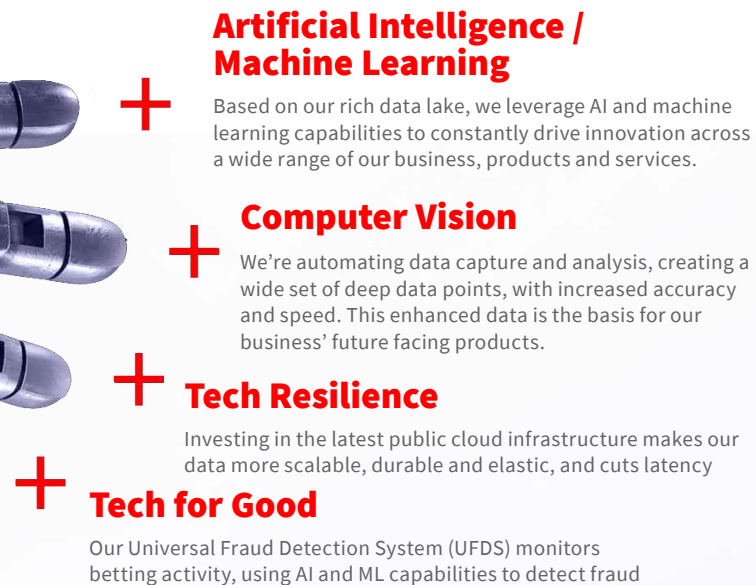 Artificial Intelligence /
Machine Learning
Based on our rich data lake, we leverage AI and machine
learning capabilities to constantly drive innovation across
a wide range of our business, products and services.
Computer Vision
We’re automating data capture and analysis, creating a
wide set of deep data points, with increased accuracy
and speed. This enhanced data is the basis for our
business’ future facing products.
Tech Resilience
Investing in the latest public cloud infrastructure makes our
data more scalable, durable and elastic, and cuts latency
Tech for Good
Our Universal Fraud Detection System (UFDS) monitors
betting activity, using AI and ML capabilities to detect fraud